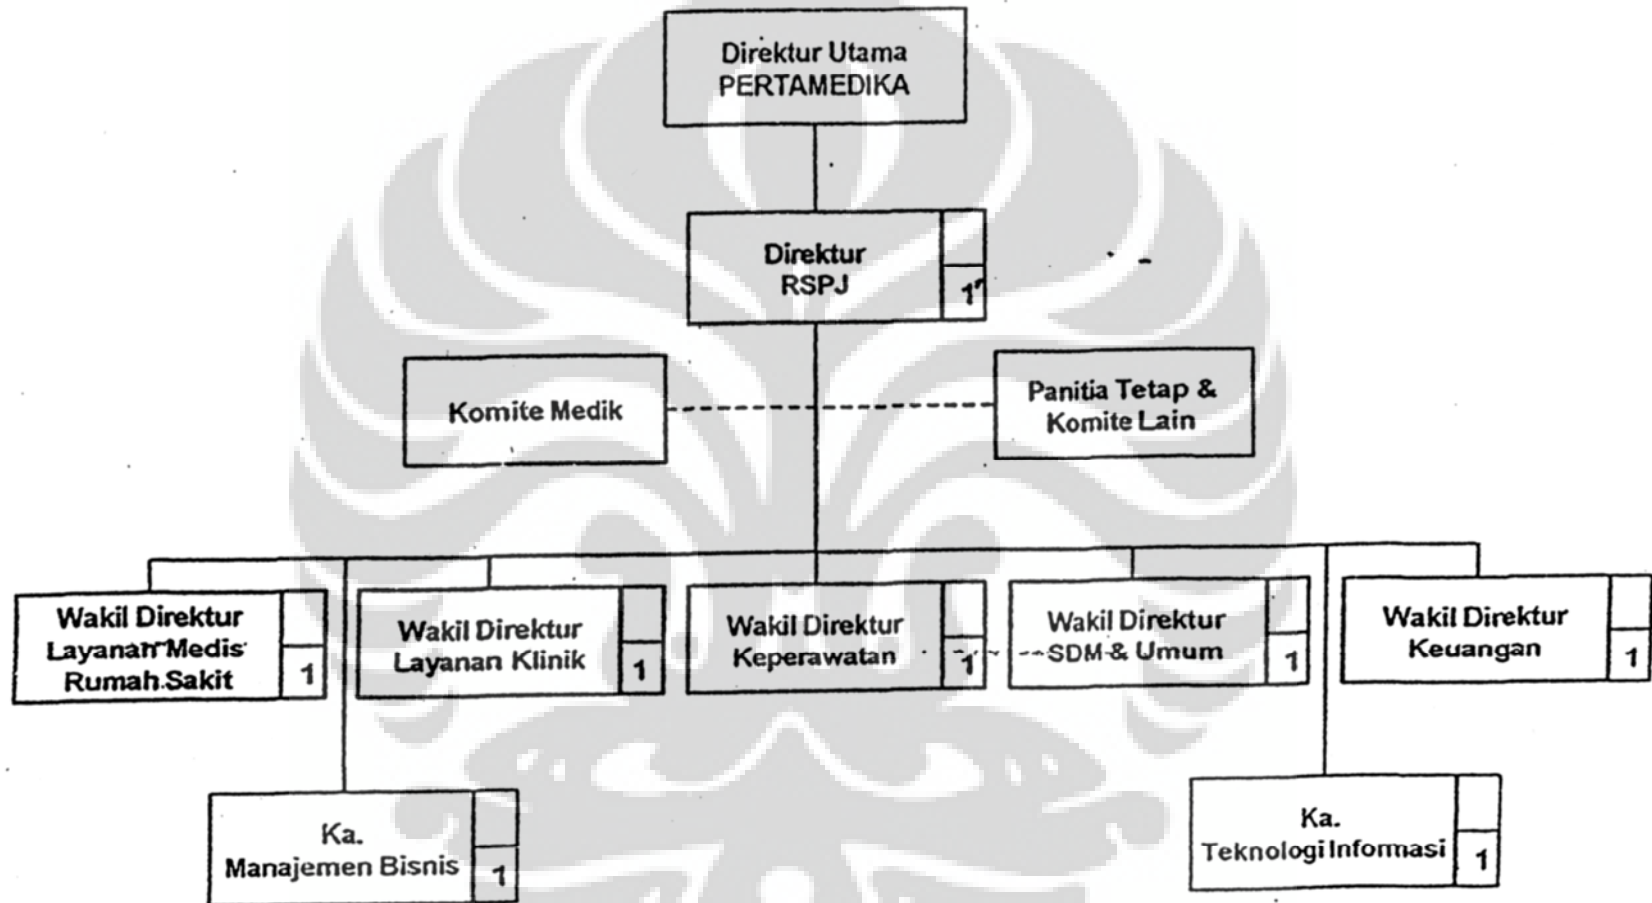 Direktur Utama
PERTAMEDIKA
Direktur
RSPJ
1
Komite Medik
Panitia Tetap &
Komite Lain
Wakil Direktur
Layanan Medis
Rumah Sakit
1
Wakil Direktur
Layanan Klinik
1
Wakil Direktur
Keperawatan
1
Wakil Direktur
SDM & Umum
1
Wakil Direktur
Keuangan
1
Ka.
Manajemen Bisnis
1
Ka.
Teknologi Informasi
1